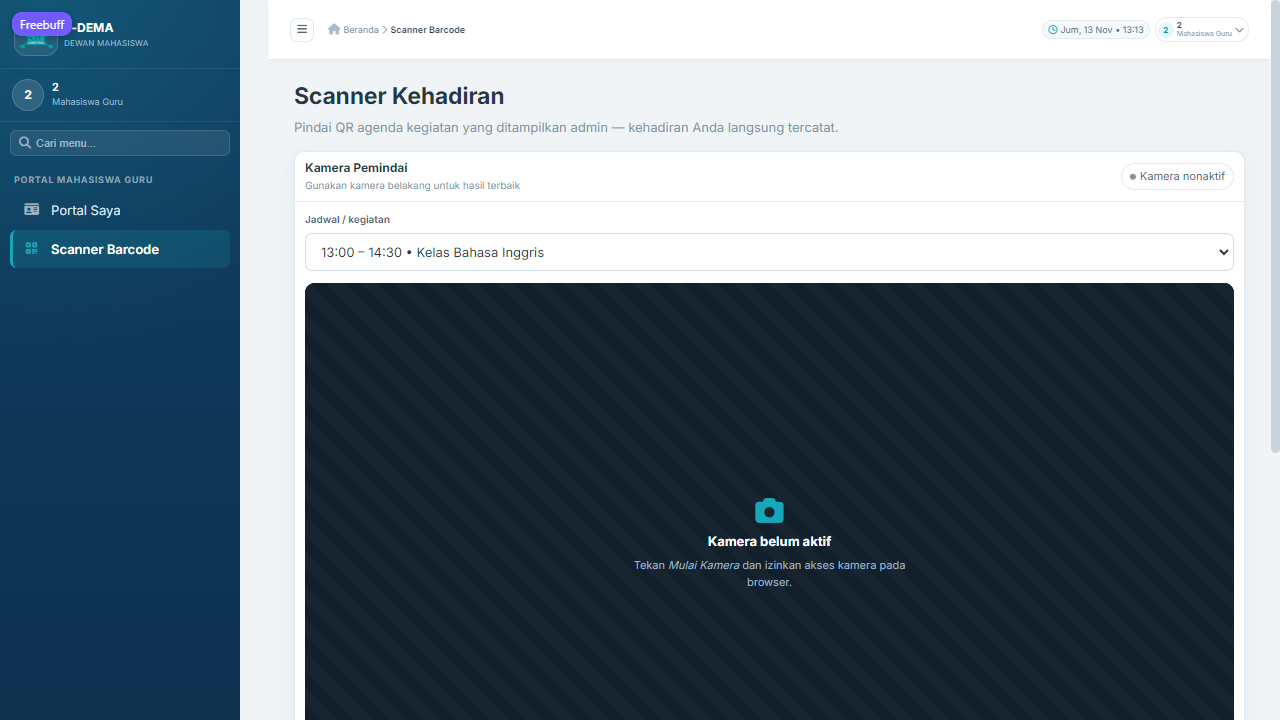 Freebuff
-DEMA
DEWAN MAHASISWA
2
2
Mahasiswa Guru
Cari menu...
PORTAL MAHASISWA GURU
Portal Saya
Scanner Barcode
Beranda
Scanner Barcode
Jum, 13 Nov • 13:13
2
2
Mahasiswa Guru
Scanner Kehadiran
Pindai QR agenda kegiatan yang ditampilkan admin — kehadiran Anda langsung tercatat.
Kamera Pemindai
Gunakan kamera belakang untuk hasil terbaik
Kamera nonaktif
Jadwal / kegiatan
13:00 – 14:30 • Kelas Bahasa Inggris
Kamera belum aktif
Tekan Mulai Kamera dan izinkan akses kamera pada
browser.